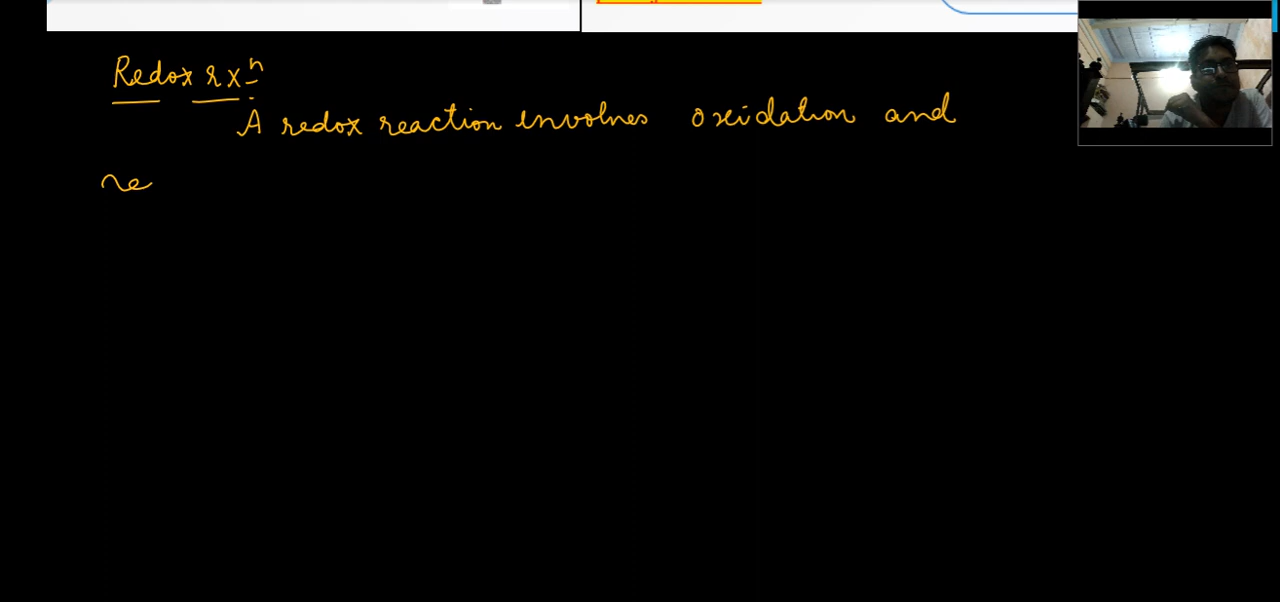 Redox rxn
A redox reaction involves oxidation and
re